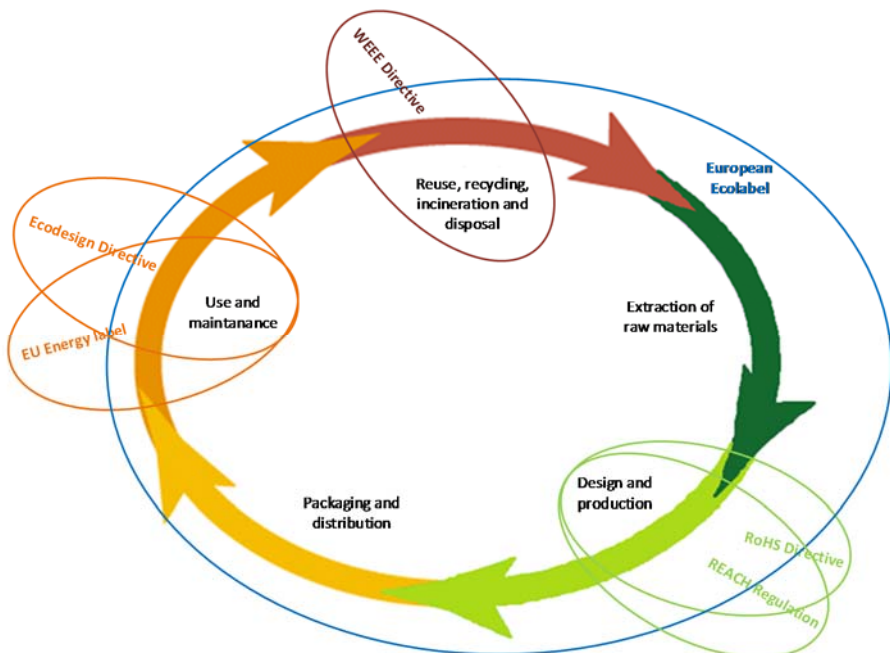 WEEE Directive
Reuse, recycling,
incineration and
disposal
European
Ecolabel
Ecodesign Directive
Use and
maintanance
EU Energy label
Extraction of
raw materials
Packaging and
distribution
Design and
production
RoHS Directive
REACH Regulation